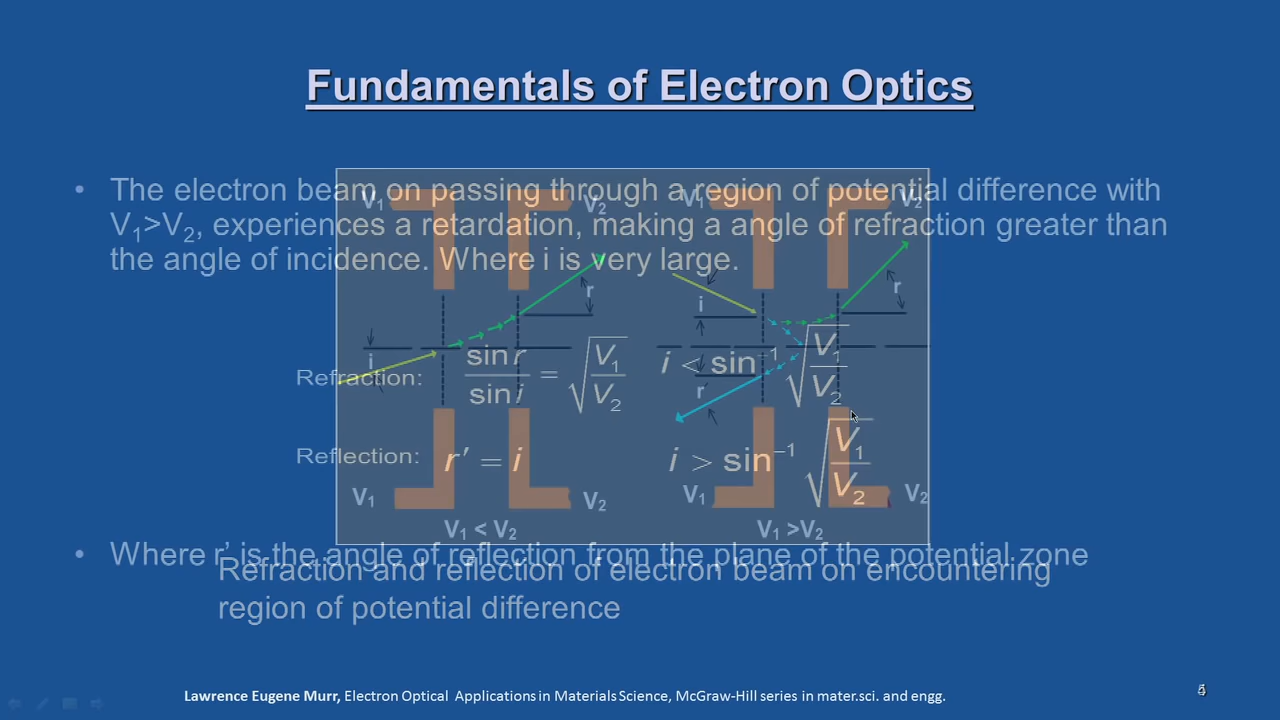 Fundamentals of Electron Optics
• The electron beam on passing through a region of potential difference with
V₁>V₂, experiences a retardation, making a angle of refraction greater than
the angle of incidence. Where i is very large.
V₁ V₂ V₁ V₂
r i r
i r'
Refraction: sin r / sin i = √(V₁/V₂) i < sin⁻¹ √(V₁/V₂)
Reflection: r' = i i > sin⁻¹ √(V₁/V₂)
V₁ V₂ V₁ V₂
V₁ < V₂ V₁ >V₂
• Where r' is the angle of reflection from the plane of the potential zone
Refraction and reflection of electron beam on encountering
region of potential difference
Lawrence Eugene Murr, Electron Optical Applications in Materials Science, McGraw-Hill series in mater.sci. and engg.